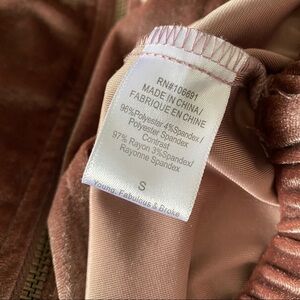 RN#106691
MADE IN CHINA/
FABRIQUE EN CHINE/
96%Polyester 4%Spandex/
Polyester Spandex
Contrast
97% Rayon 3%Spandex/
Rayonne Spandex
S
Young, Fabulous & Broke